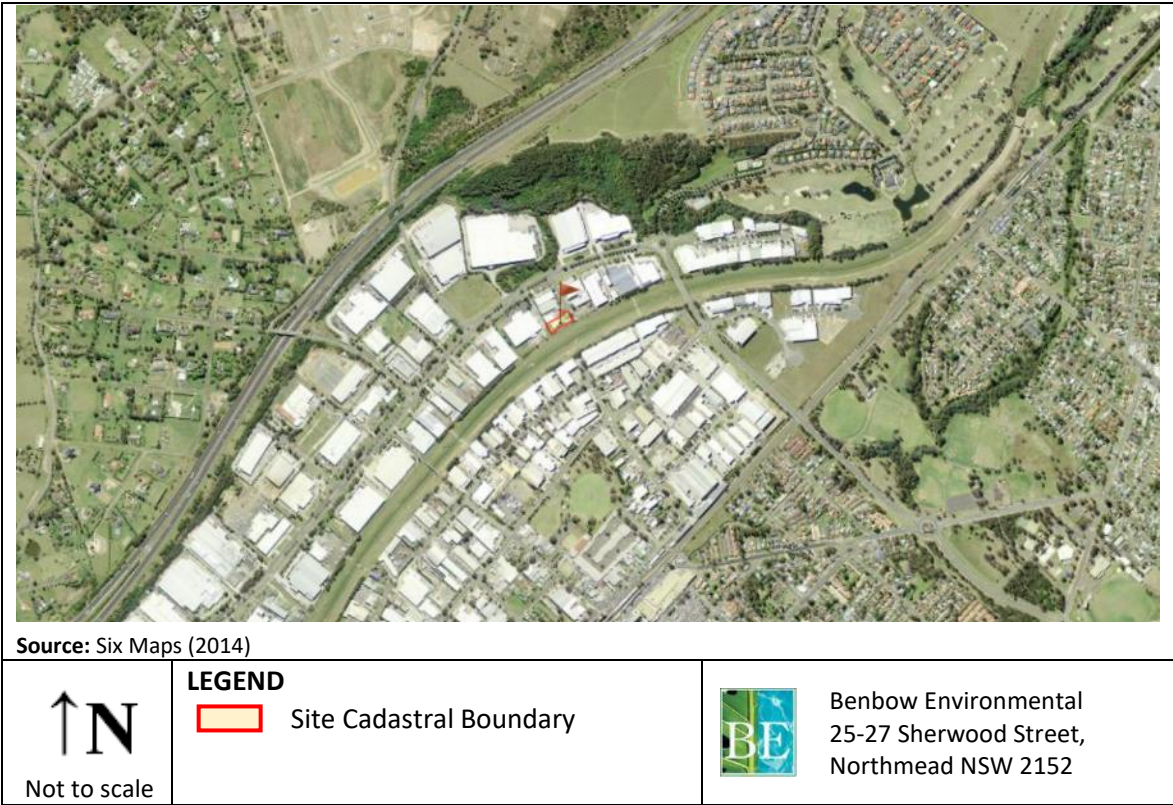 Source: Six Maps (2014)
N
Not to scale
LEGEND
Site Cadastral Boundary
BE
Benbow Environmental
25-27 Sherwood Street,
Northmead NSW 2152